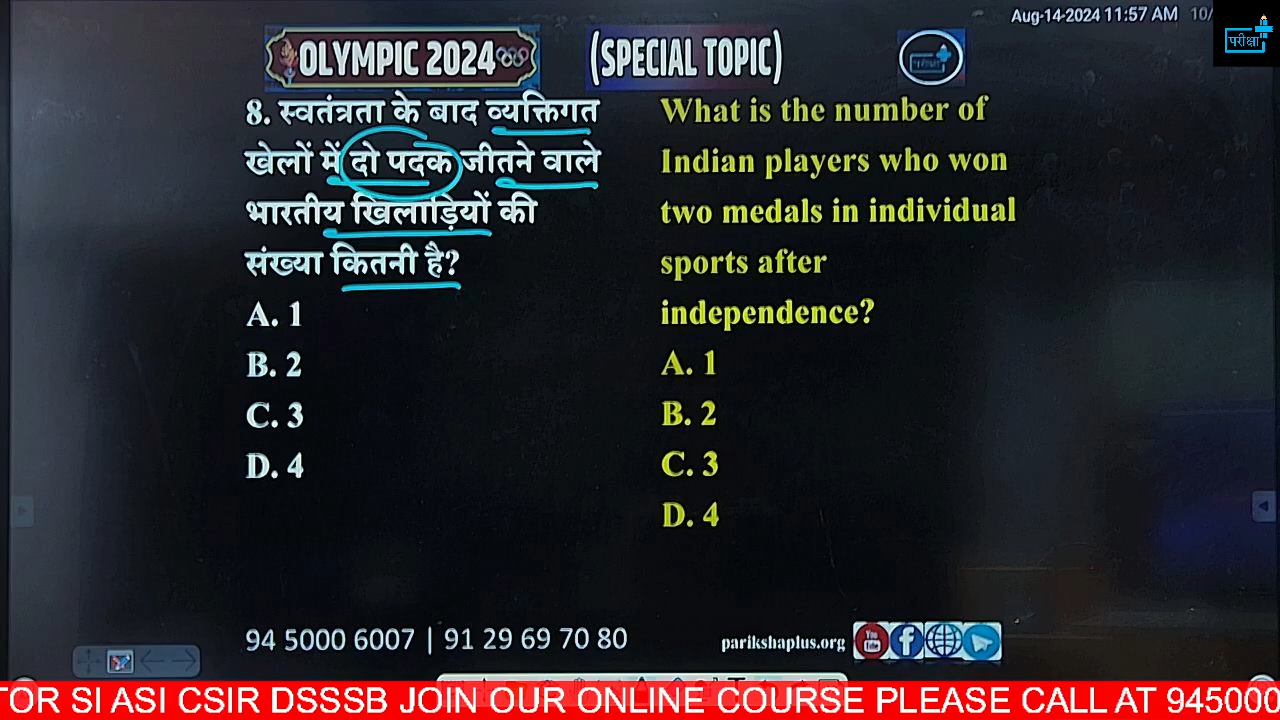 Aug-14-2024 11:57 AM 10/
परीक्षा
OLYMPIC 2024
(SPECIAL TOPIC)
8. स्वतंत्रता के बाद व्यक्तिगत
खेलों में दो पदक जीतने वाले
भारतीय खिलाड़ियों की
संख्या कितनी है?
A. 1
B. 2
C. 3
D. 4
What is the number of
Indian players who won
two medals in individual
sports after
independence?
A. 1
B. 2
C. 3
D. 4
94 5000 6007 | 91 29 69 70 80
parikshaplus.org
You
Tube
TOR SI ASI CSIR DSSSB JOIN OUR ONLINE COURSE PLEASE CALL AT 945000